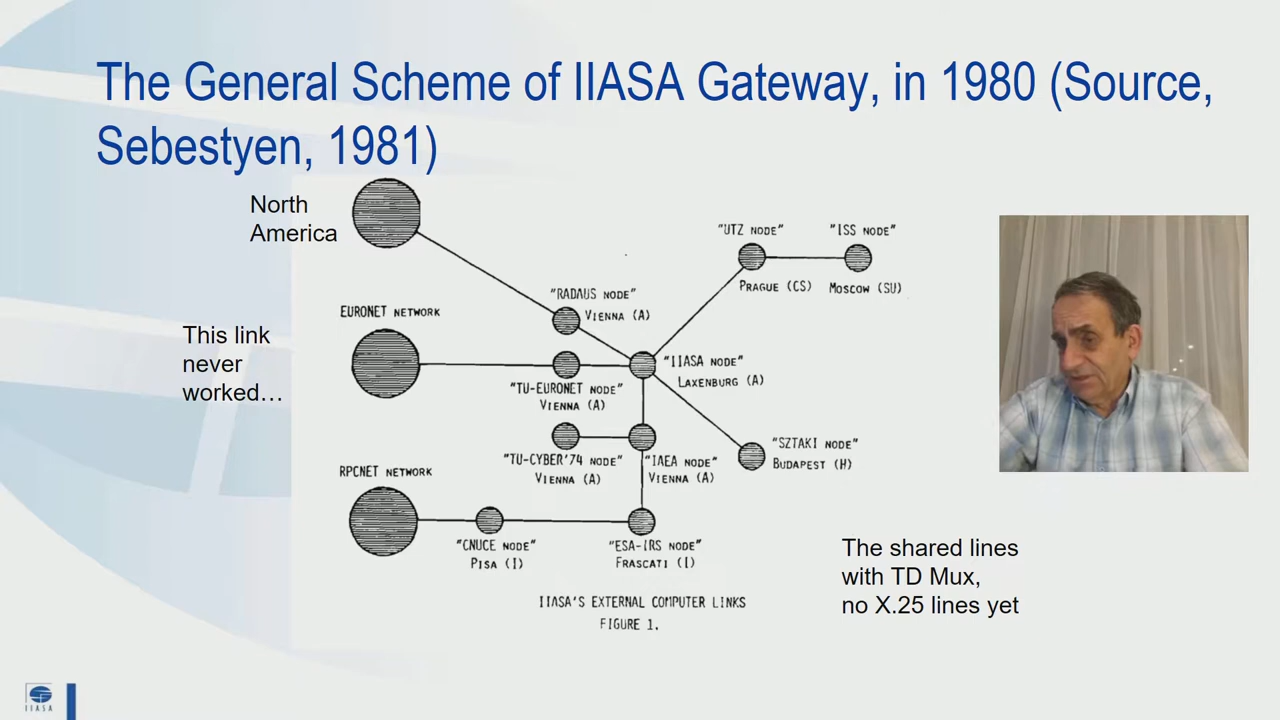 The General Scheme of IIASA Gateway, in 1980 (Source,
Sebestyen, 1981)
North
America
"UTZ NODE"
"ISS NODE"
PRAGUE (CS)
MOSCOW (SU)
"RADAUS NODE"
VIENNA (A)
EURONET NETWORK
This link
never
worked…
"IIASA NODE"
LAXENBURG (A)
"TU-EURONET NODE"
VIENNA (A)
"SZTAKI NODE"
BUDAPEST (H)
"TU-CYBER'74 NODE"
VIENNA (A)
"IAEA NODE"
VIENNA (A)
RPCNET NETWORK
"CNUCE NODE"
PISA (I)
"ESA-IRS NODE"
FRASCATI (I)
The shared lines
with TD Mux,
no X.25 lines yet
IIASA'S EXTERNAL COMPUTER LINKS
FIGURE 1.
IIASA